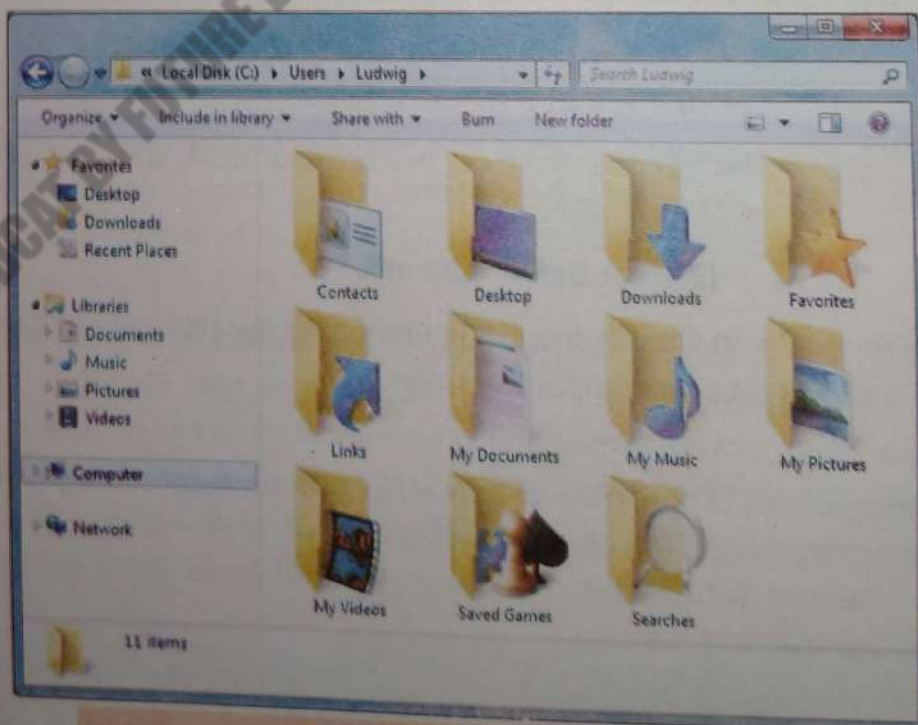 « Local Disk (C:) Users Ludwig Search Ludwig
Organize Include in library Share with Burn New folder
Favorites
Desktop
Downloads
Recent Places
Libraries
Documents
Music
Pictures
Videos
Computer
Network
Contacts Desktop Downloads Favorites
Links My Documents My Music My Pictures
My Videos Saved Games Searches
11 items